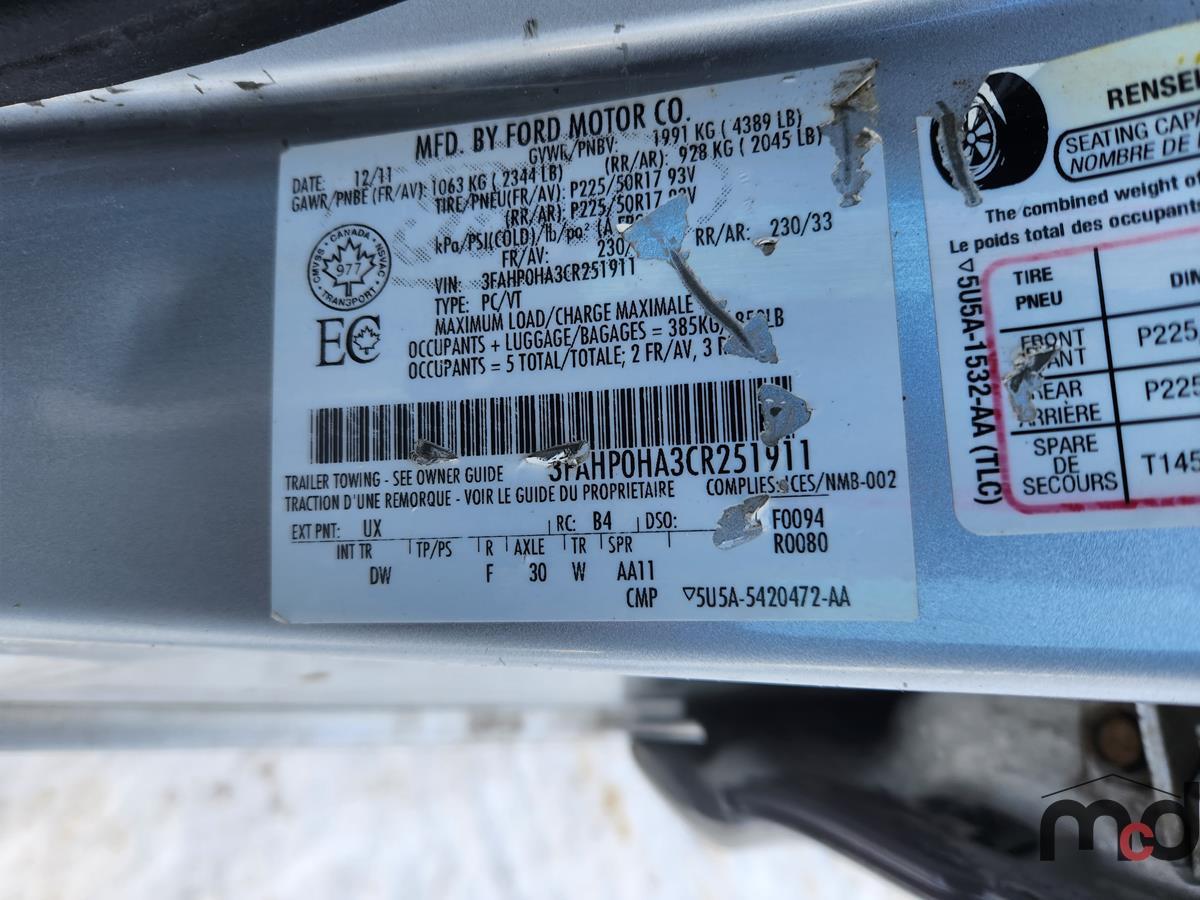 MFD. BY FORD MOTOR CO.
DATE: 12/11 GVWR/PNBV: 1991 KG ( 4389 LB)
GAWR/PNBE (FR/AV): 1063 KG ( 2344 LB) (RR/AR): 928 KG ( 2045 LB)
TIRE/PNEU(FR/AV): P225/50R17 93V
(RR/AR): P225/50R17
kPa/PSI(COLD)/lb/po² (À
FR/AV: 230/ RR/AR: 230/33
VIN: 3FAHP0HA3CR251911
TYPE: PC/VT
MAXIMUM LOAD/CHARGE MAXIMALE
OCCUPANTS + LUGGAGE/BAGAGES = 385KG/
OCCUPANTS = 5 TOTAL/TOTALE; 2 FR/AV, 3
CANADA
CMVSS NSVAC
977
TRANSPORT
EC
3FAHP0HA3CR251911
TRAILER TOWING - SEE OWNER GUIDE
TRACTION D'UNE REMORQUE - VOIR LE GUIDE DU PROPRIETAIRE
COMPLIES ICES/NMB-002
EXT PNT: UX RC: B4 DSO: F0094
INT TR TP/PS R AXLE TR SPR R0080
DW F 30 W AA11
CMP ▽5U5A-5420472-AA
RENSEI
SEATING CAPA
NOMBRE DE
The combined weight of
Le poids total des occupant
▽5U5A-1532-AA (TLC)
TIRE
PNEU
DIM
FRONT
P225
REAR
ARRIÈRE
P225
SPARE
DE
SECOURS
T145
mcd